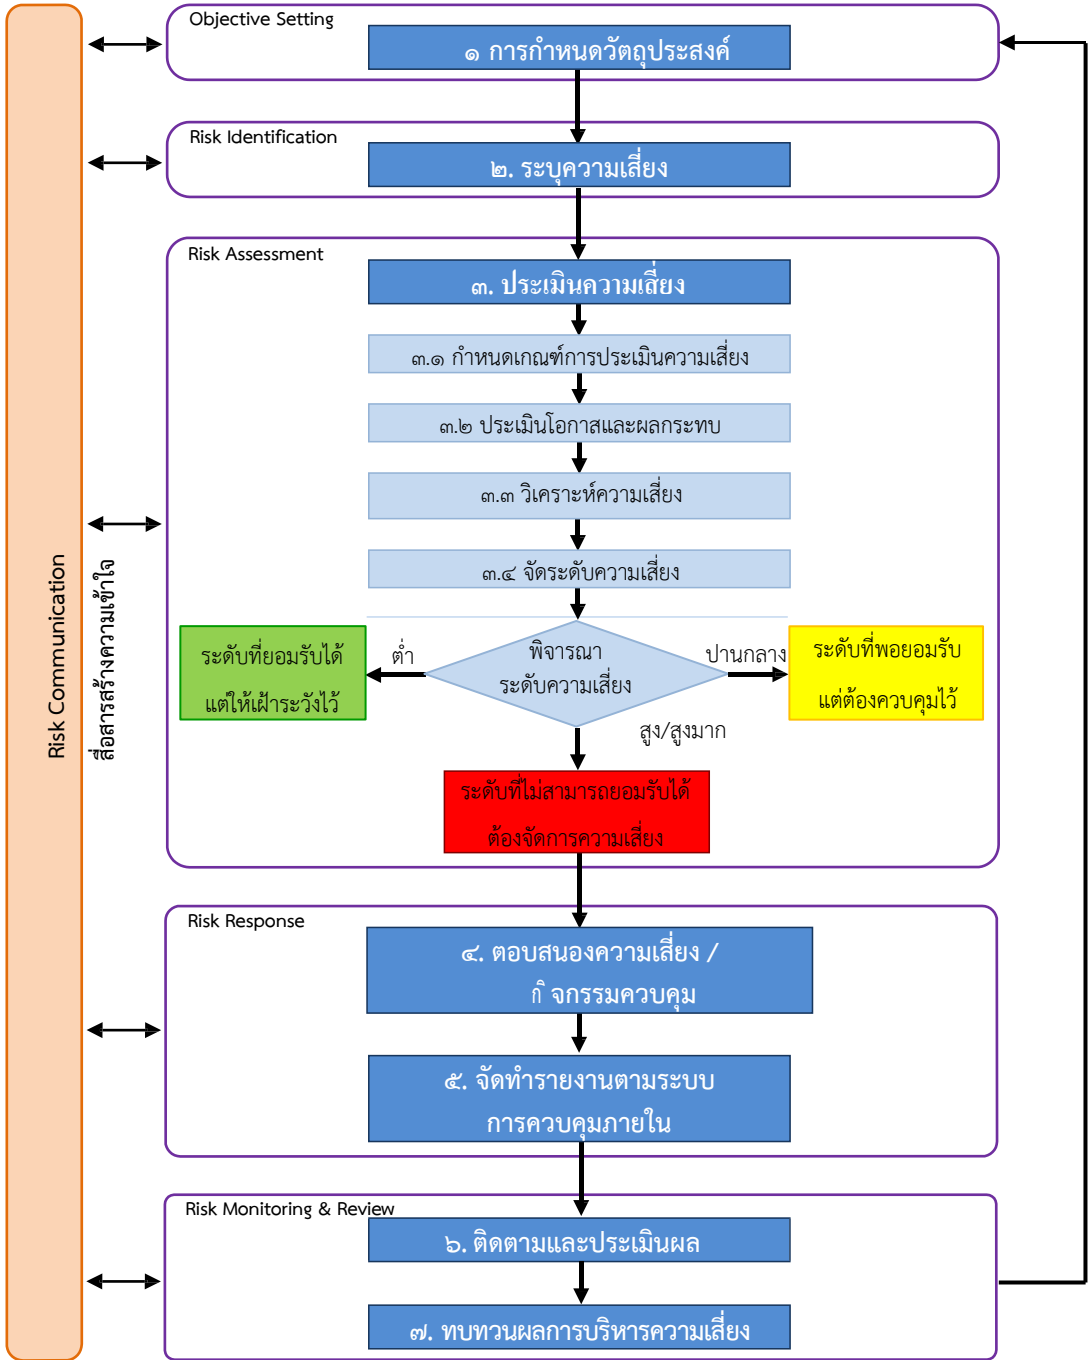 Objective Setting
๑ การกำหนดวัตถุประสงค์
Risk Identification
๒. ระบุความเสี่ยง
Risk Assessment
๓. ประเมินความเสี่ยง
๓.๑ กำหนดเกณฑ์การประเมินความเสี่ยง
๓.๒ ประเมินโอกาสและผลกระทบ
๓.๓ วิเคราะห์ความเสี่ยง
๓.๔ จัดระดับความเสี่ยง
ระดับที่ยอมรับได้
แต่ให้เฝ้าระวังไว้
ต่ำ
พิจารณา
ระดับความเสี่ยง
ปานกลาง
ระดับที่พอยอมรับ
แต่ต้องควบคุมไว้
สูง/สูงมาก
ระดับที่ไม่สามารถยอมรับได้
ต้องจัดการความเสี่ยง
Risk Communication
สื่อสารสร้างความเข้าใจ
Risk Response
๔. ตอบสนองความเสี่ยง /
กิจกรรมควบคุม
๕. จัดทำรายงานตามระบบ
การควบคุมภายใน
Risk Monitoring & Review
๖. ติดตามและประเมินผล
๗. ทบทวนผลการบริหารความเสี่ยง